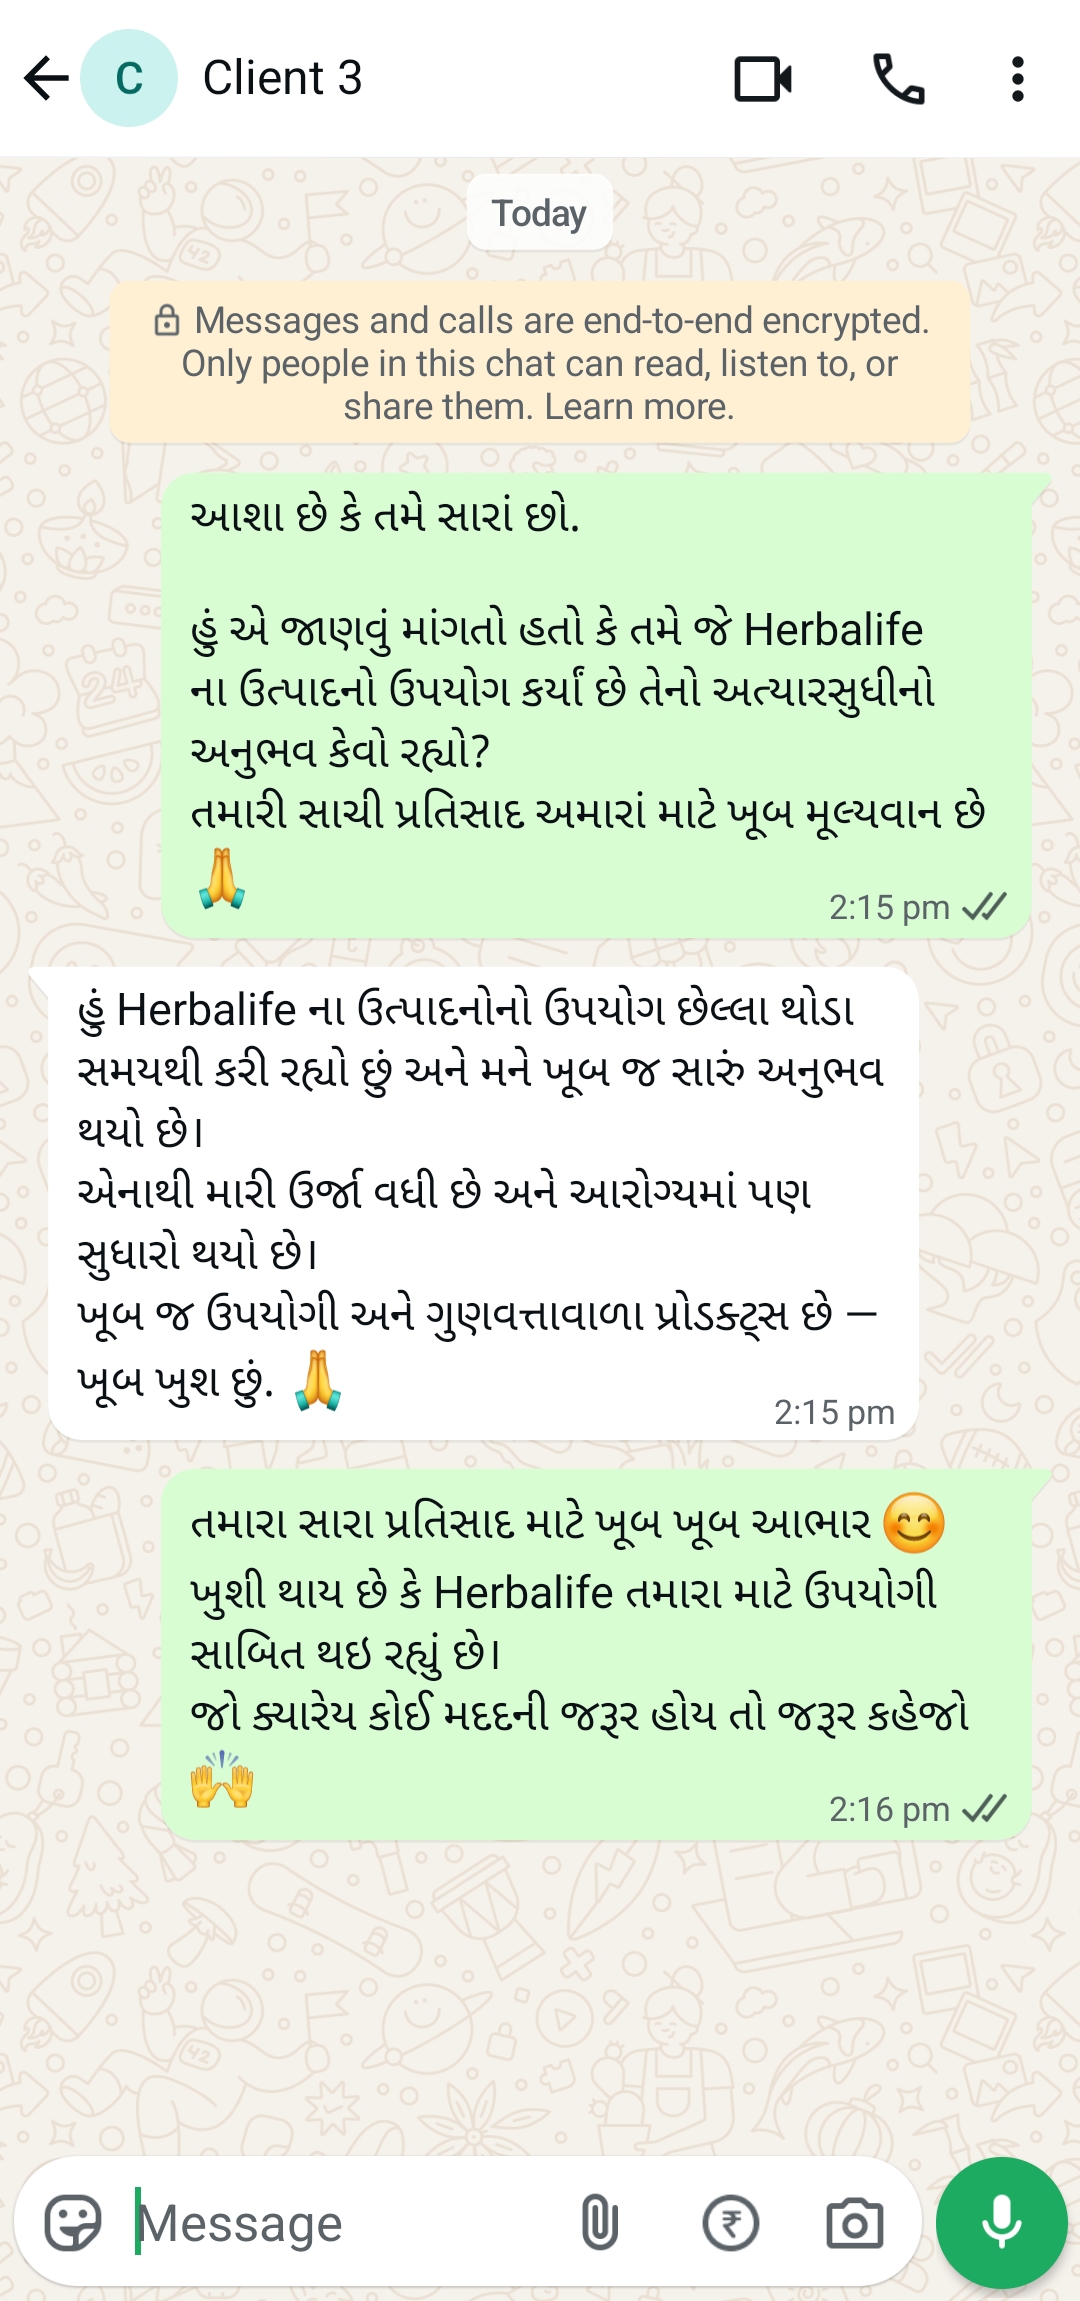 C
Client 3
Today
Messages and calls are end-to-end encrypted.
Only people in this chat can read, listen to, or
share them. Learn more.
આશા છે કે તમે સારાં છો.
હું એ જાણવું માંગતો હતો કે તમે જે Herbalife
ના ઉત્પાદનો ઉપયોગ કર્યાં છે તેનો અત્યારસુધીનો
અનુભવ કેવો રહ્યો?
તમારી સાચી પ્રતિસાદ અમારાં માટે ખૂબ મૂલ્યવાન છે
🙏
2:15 pm
હું Herbalife ના ઉત્પાદનોનો ઉપયોગ છેલ્લા થોડા
સમયથી કરી રહ્યો છું અને મને ખૂબ જ સારું અનુભવ
થયો છે।
એનાથી મારી ઉર્જા વધી છે અને આરોગ્યમાં પણ
સુધારો થયો છે।
ખૂબ જ ઉપયોગી અને ગુણવત્તાવાળા પ્રોડક્ટ્સ છે –
ખૂબ ખુશ છું. 🙏
2:15 pm
તમારા સારા પ્રતિસાદ માટે ખૂબ ખૂબ આભાર 😊
ખુશી થાય છે કે Herbalife તમારા માટે ઉપયોગી
સાબિત થઇ રહ્યું છે।
જો ક્યારેય કોઈ મદદની જરૂર હોય તો જરૂર કહેજો
🙌
2:16 pm
Message